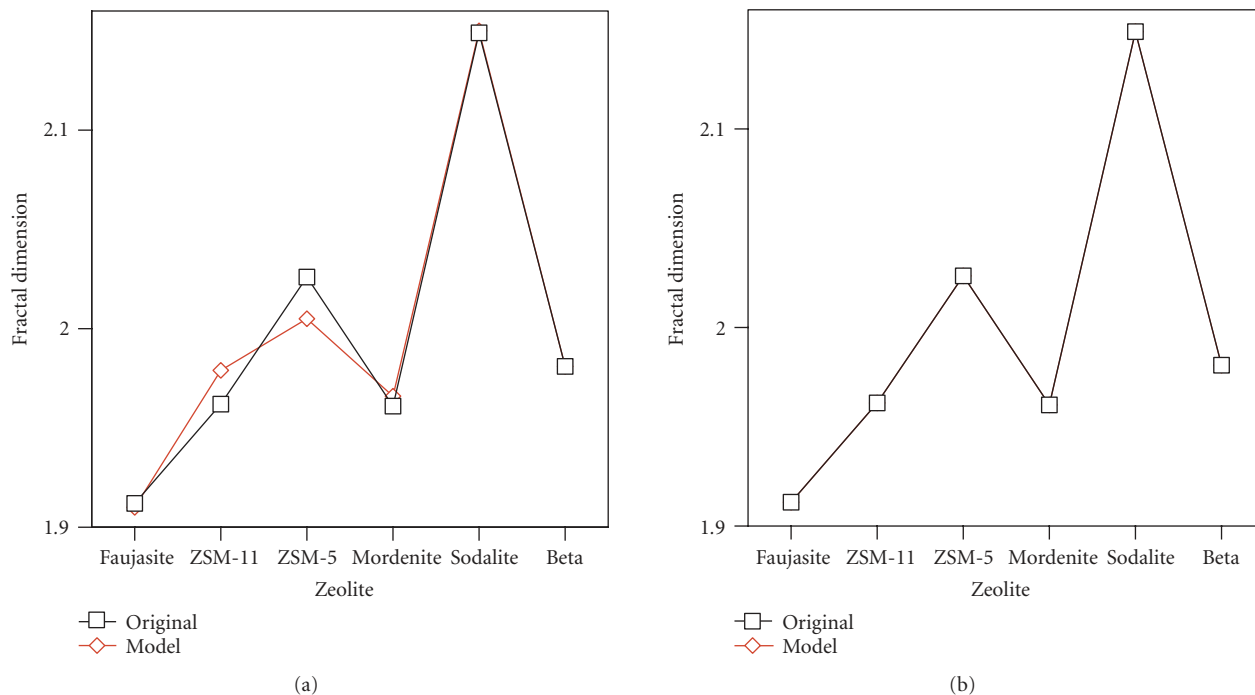 Fractal dimension
2.1
2
1.9
Faujasite ZSM-11 ZSM-5 Mordenite Sodalite Beta
Zeolite
Original
Model
(a)
Fractal dimension
2.1
2
1.9
Faujasite ZSM-11 ZSM-5 Mordenite Sodalite Beta
Zeolite
Original
Model
(b)